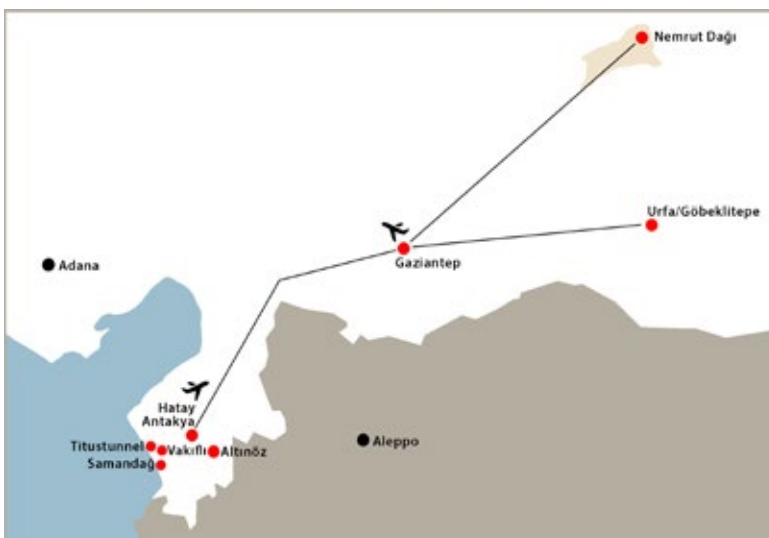 Nemrut Dağı
Urfa/Göbeklitepe
Gaziantep
Adana
Hatay
Antakya
Titustunnel
Vakıflı
Altınöz
Samandağ
Aleppo